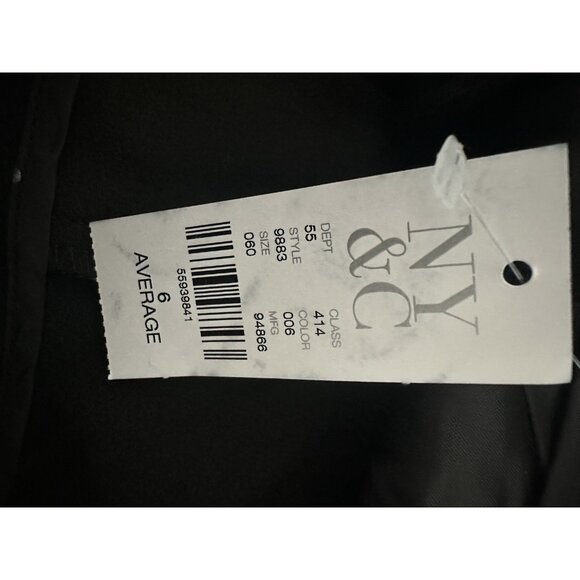 NY
&C
DEPT CLASS
55 414
STYLE COLOR
9883 006
SIZE MFG
060 94866
55939841
6
AVERAGE